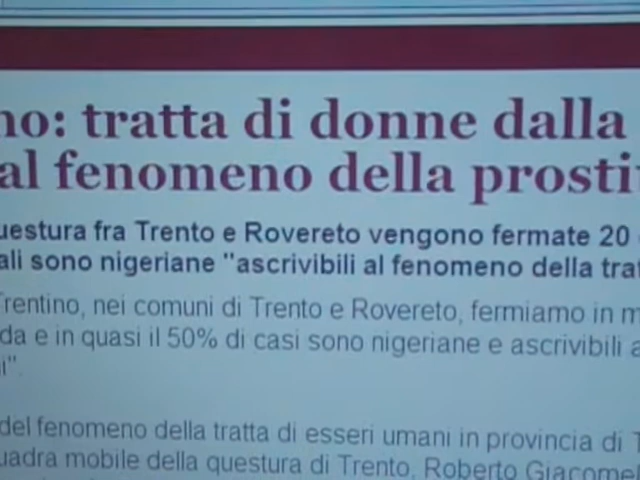 no: tratta di donne dalla
al fenomeno della prosti
uestura fra Trento e Rovereto vengono fermate 20
ali sono nigeriane "ascrivibili al fenomeno della trat
Trentino, nei comuni di Trento e Rovereto, fermiamo in m
da e in quasi il 50% di casi sono nigeriane e ascrivibili a
i".
del fenomeno della tratta di esseri umani in provincia di T
uadra mobile della questura di Trento, Roberto Giacomel